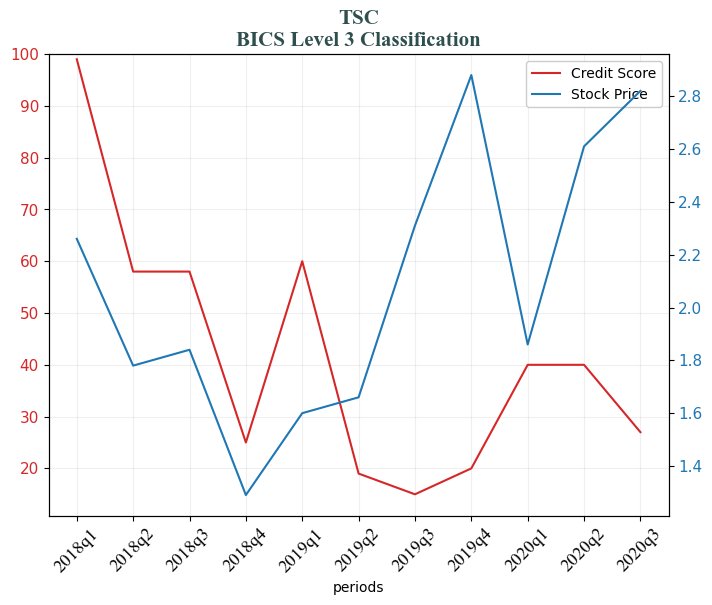 TSC
BICS Level 3 Classification
Credit Score
Stock Price
100
90
80
70
60
50
40
30
20
2.8
2.6
2.4
2.2
2.0
1.8
1.6
1.4
2018q1
2018q2
2018q3
2018q4
2019q1
2019q2
2019q3
2019q4
2020q1
2020q2
2020q3
periods